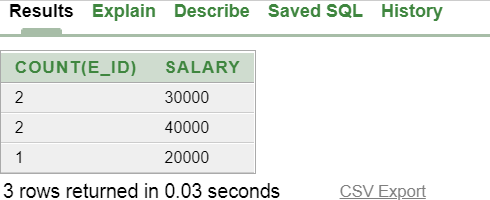 Results Explain Describe Saved SQL History
COUNT(E_ID) SALARY
2 30000
2 40000
1 20000
3 rows returned in 0.03 seconds CSV Export